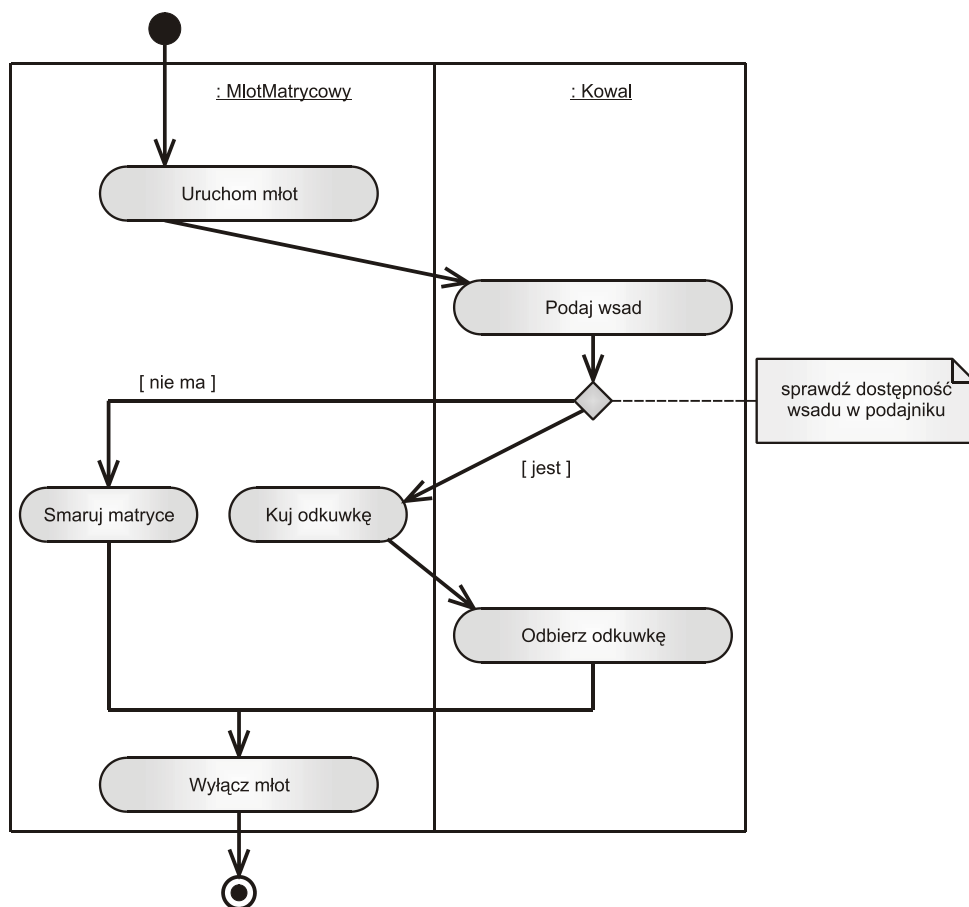 : MlotMatrycowy
: Kowal
Uruchom młot
Podaj wsad
[ nie ma ]
sprawdź dostępność
wsadu w podajniku
[ jest ]
Smaruj matryce
Kuj odkuwkę
Odbierz odkuwkę
Wyłącz młot